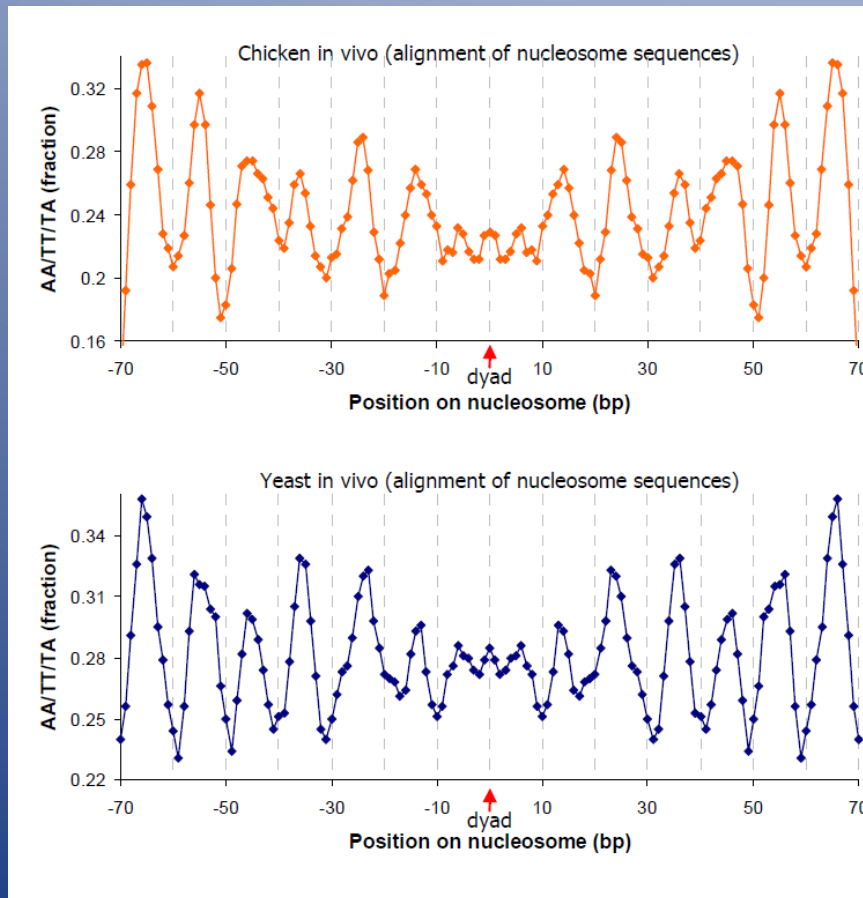 Chicken in vivo (alignment of nucleosome sequences)
AA/TT/TA (fraction)
0.32
0.28
0.24
0.2
0.16
-70 -50 -30 -10 10 30 50 70
dyad
Position on nucleosome (bp)
Yeast in vivo (alignment of nucleosome sequences)
AA/TT/TA (fraction)
0.34
0.31
0.28
0.25
0.22
-70 -50 -30 -10 10 30 50 70
dyad
Position on nucleosome (bp)